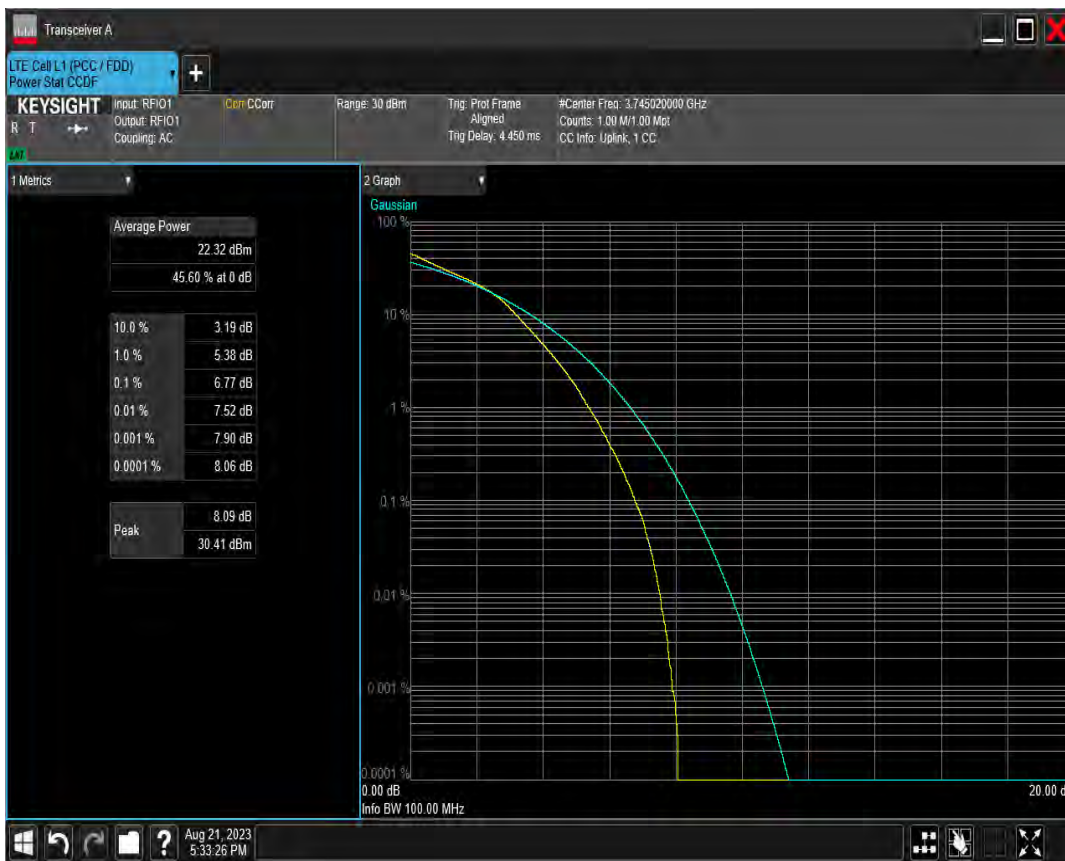 Transceiver A
LTE Cell L1 (PCC / FDD)
Power Stat CCDF
+
KEYSIGHT
R T
LXI
Input: RFIO1
Output: RFIO1
Coupling: AC
Corr CCorr
Range: 30 dBm
Trig: Prot Frame
Aligned
Trig Delay: 4.450 ms
#Center Freq: 3.745020000 GHz
Counts: 1.00 M/1.00 Mpt
CC Info: Uplink, 1 CC
1 Metrics
Average Power
22.32 dBm
45.60 % at 0 dB
10.0 % 3.19 dB
1.0 % 5.38 dB
0.1 % 6.77 dB
0.01 % 7.52 dB
0.001 % 7.90 dB
0.0001 % 8.06 dB
Peak
8.09 dB
30.41 dBm
2 Graph
Gaussian
100 %
10 %
1 %
0.1 %
0.01 %
0.001 %
0.0001 %
0.00 dB
20.00 d
Info BW 100.00 MHz
?
Aug 21, 2023
5:33:26 PM